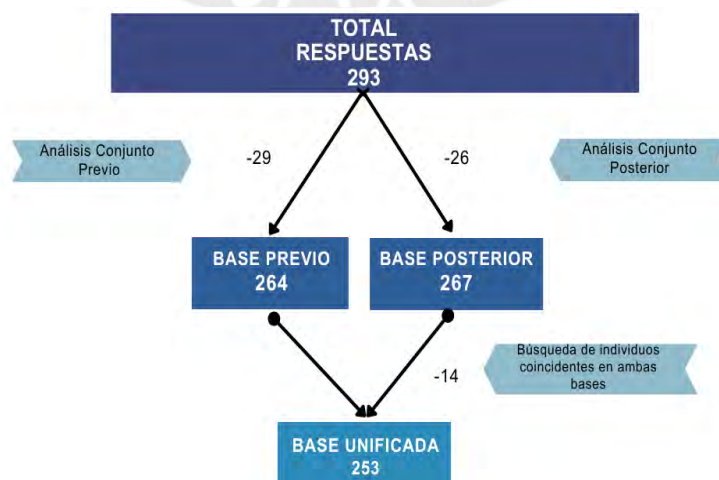 TOTAL
RESPUESTAS
293
Análisis Conjunto
Previo
-29
-26
Análisis Conjunto
Posterior
BASE PREVIO
264
BASE POSTERIOR
267
-14
Búsqueda de individuos
coincidentes en ambas
bases
BASE UNIFICADA
253